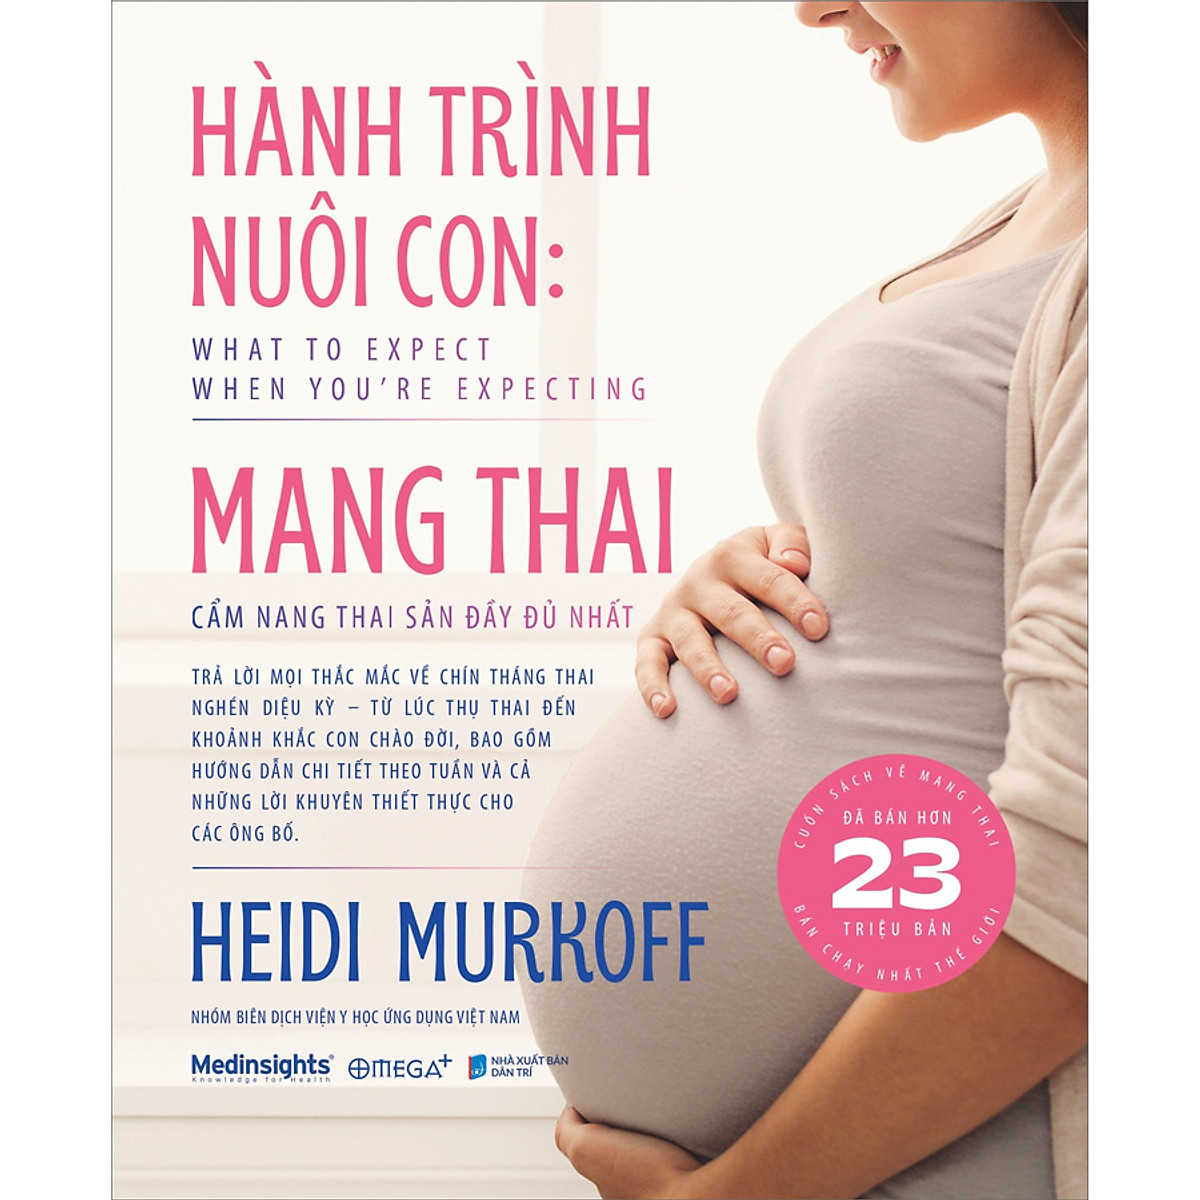 HÀNH TRÌNH
NUÔI CON:
WHAT TO EXPECT
WHEN YOU'RE EXPECTING
MANG THAI
CẨM NANG THAI SẢN ĐẦY ĐỦ NHẤT
TRẢ LỜI MỌI THẮC MẮC VỀ CHÍN THÁNG THAI
NGHÉN DIỆU KỲ – TỪ LÚC THỤ THAI ĐẾN
KHOẢNH KHẮC CON CHÀO ĐỜI, BAO GỒM
HƯỚNG DẪN CHI TIẾT THEO TUẦN VÀ CẢ
NHỮNG LỜI KHUYÊN THIẾT THỰC CHO
CÁC ÔNG BỐ.
CUỐN SÁCH VỀ MANG THAI
ĐÃ BÁN HƠN
23
TRIỆU BẢN
BÁN CHẠY NHẤT THẾ GIỚI
HEIDI MURKOFF
NHÓM BIÊN DỊCH VIỆN Y HỌC ỨNG DỤNG VIỆT NAM
Medinsights®
Knowledge for Health
OMEGA+
NHÀ XUẤT BẢN
DÂN TRÍ